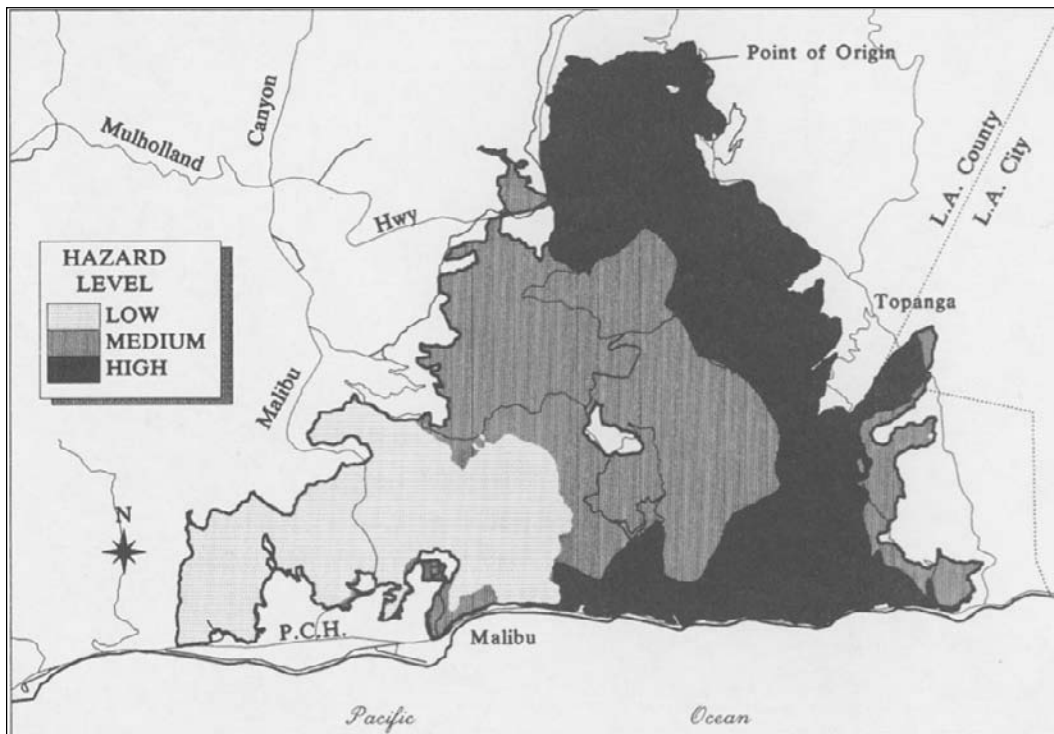 Point of Origin
Canyon
Mulholland
L.A. County
L.A. City
Hwy
HAZARD
LEVEL
LOW
MEDIUM
HIGH
Topanga
Malibu
N
P.C.H.
Malibu
Pacific Ocean